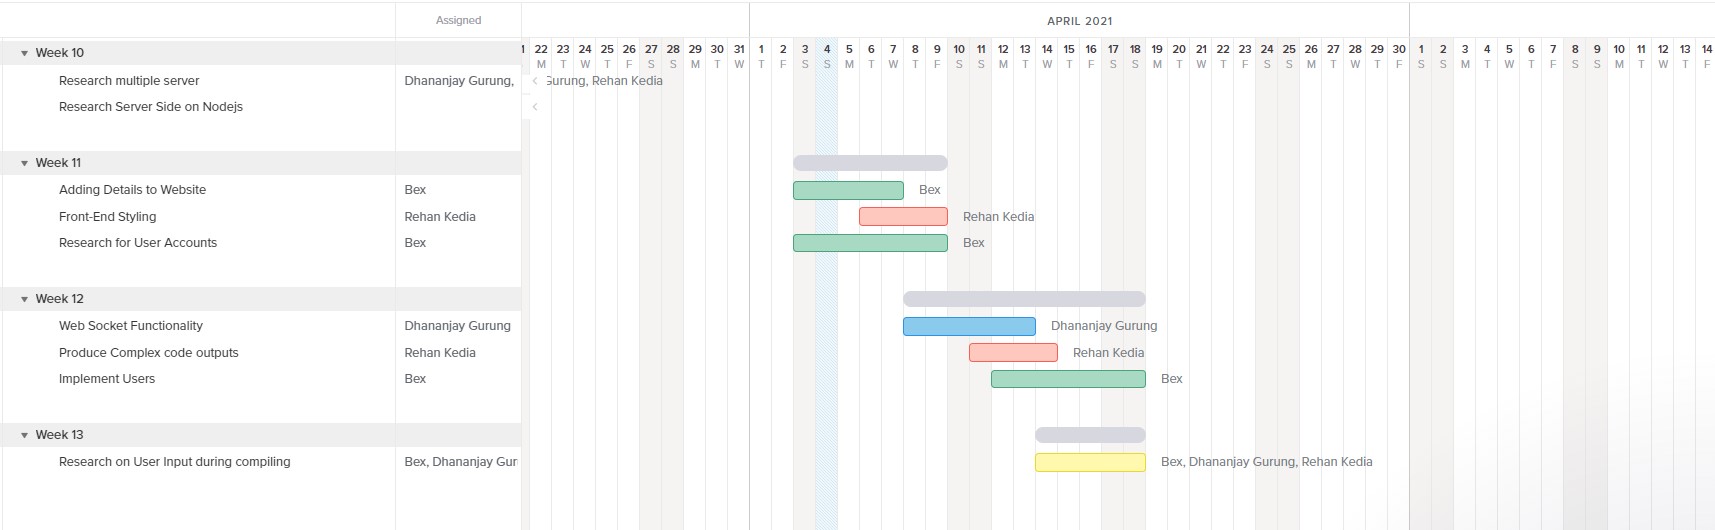 Assigned
APRIL 2021
Week 10
1 22 23 24 25 26 27 28 29 30 31 1 2 3 4 5 6 7 8 9 10 11 12 13 14 15 16 17 18 19 20 21 22 23 24 25 26 27 28 29 30 1 2 3 4 5 6 7 8 9 10 11 12 13 14
M T W T F S S M T W T F S S M T W T F S S M T W T F S S M T W T F S S M T W T F S S M T W T F S S M T W T F
Research multiple server Dhananjay Gurung, Gurung, Rehan Kedia
Research Server Side on Nodejs
Week 11
Adding Details to Website Bex Bex
Front-End Styling Rehan Kedia Rehan Kedia
Research for User Accounts Bex Bex
Week 12
Web Socket Functionality Dhananjay Gurung Dhananjay Gurung
Produce Complex code outputs Rehan Kedia Rehan Kedia
Implement Users Bex Bex
Week 13
Research on User Input during compiling Bex, Dhananjay Gur Bex, Dhananjay Gurung, Rehan Kedia